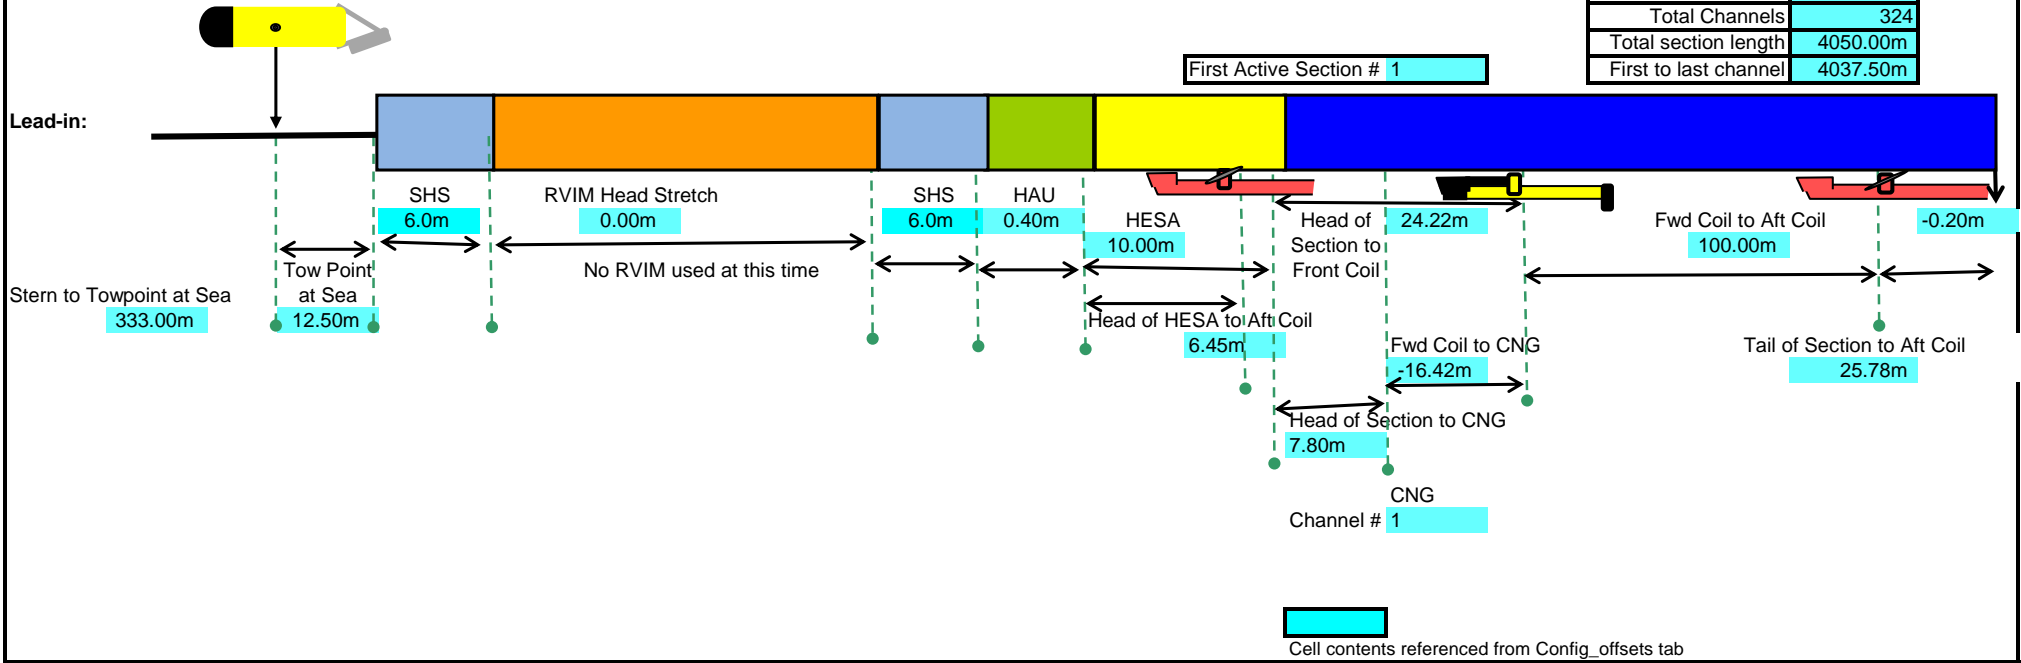 Total Channels 324
Total section length 4050.00m
First Active Section # 1
First to last channel 4037.50m
Lead-in:
SHS
6.0m
RVIM Head Stretch
0.00m
SHS
6.0m
HAU
0.40m
HESA
10.00m
Head of
Section to
Front Coil
24.22m
Fwd Coil to Aft Coil
100.00m
-0.20m
Tow Point
at Sea
12.50m
No RVIM used at this time
Stern to Towpoint at Sea
333.00m
Head of HESA to Aft Coil
6.45m
Fwd Coil to CNG
-16.42m
Tail of Section to Aft Coil
25.78m
Head of Section to CNG
7.80m
CNG
Channel # 1
Cell contents referenced from Config_offsets tab